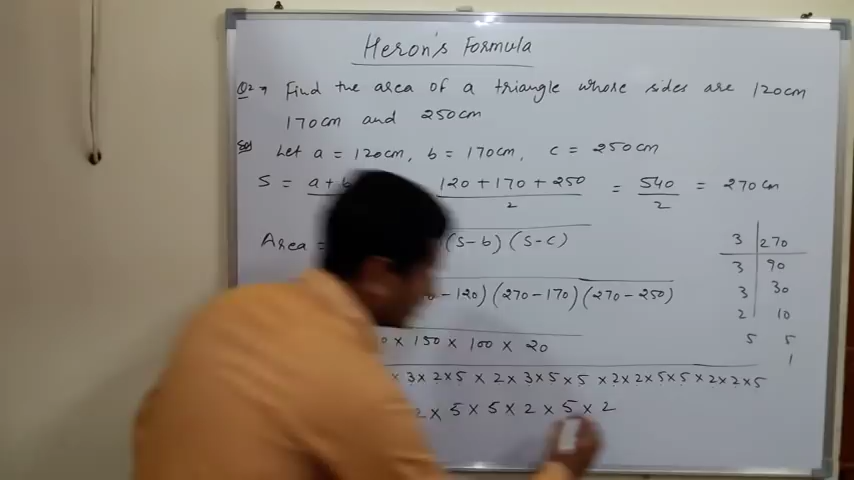 Heron's Formula
Q2 → Find the area of a triangle whose sides are 120cm
170cm and 250cm
Sol Let a = 120cm, b = 170cm, c = 250cm
S = a + 120 + 170 + 250 / 2 = 540 / 2 = 270 cm
Area = (S-b) (S-c)
-120) (270-170) (270-250)
× 150 × 100 × 20
× 3 × 2 × 5 × 2 × 3 × 5 × 5 × 2 × 2 × 5 × 5 × 2 × 2 × 5
2 × 5 × 5 × 2 × 5 × 2
3 270
3 90
3 30
2 10
5 5
1